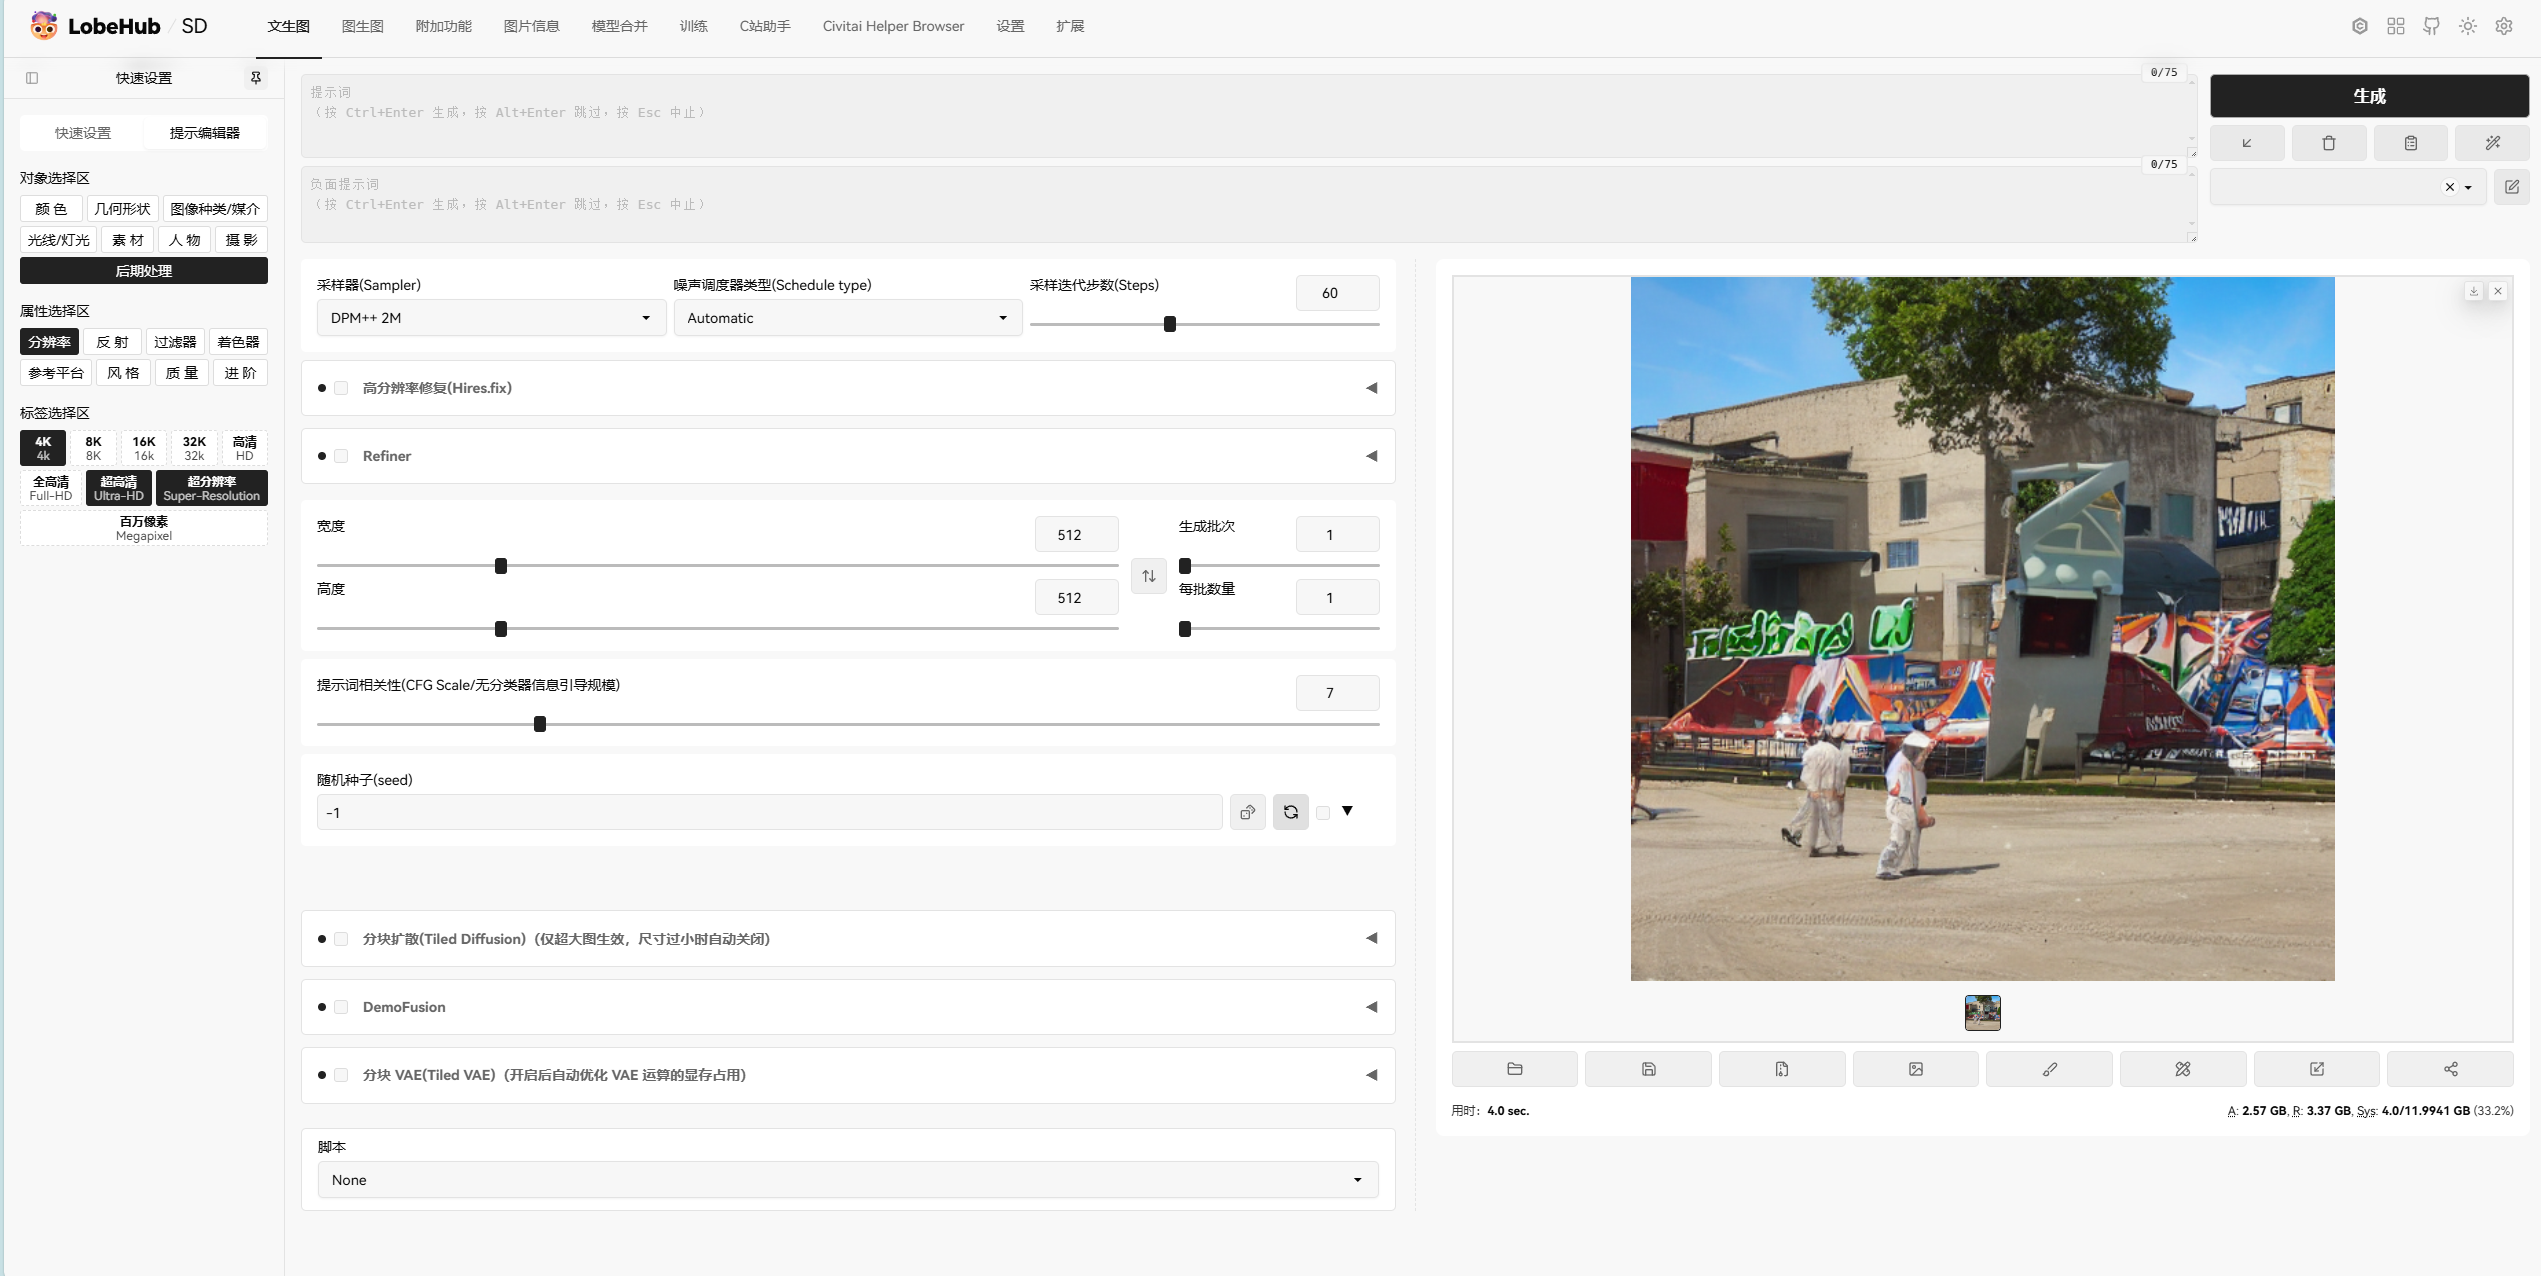 LobeHub / SD
文生图
图生图
附加功能
图片信息
模型合并
训练
C站助手
Civitai Helper Browser
设置
扩展
快速设置
快速设置
提示编辑器
对象选择区
颜 色
几何形状
图像种类/媒介
光线/灯光
素 材
人 物
摄 影
后期处理
属性选择区
分辨率
反 射
过滤器
着色器
参考平台
风 格
质 量
进 阶
标签选择区
4K
4k
8K
8K
16K
16k
32K
32k
高清
HD
全高清
Full-HD
超高清
Ultra-HD
超分辨率
Super-Resolution
百万像素
Megapixel
0/75
提示词
（按 Ctrl+Enter 生成，按 Alt+Enter 跳过，按 Esc 中止）
0/75
负面提示词
（按 Ctrl+Enter 生成，按 Alt+Enter 跳过，按 Esc 中止）
生成
采样器(Sampler)
DPM++ 2M
噪声调度器类型(Schedule type)
Automatic
采样迭代步数(Steps)
60
高分辨率修复(Hires.fix)
Refiner
宽度
512
高度
512
生成批次
1
每批数量
1
提示词相关性(CFG Scale/无分类器信息引导规模)
7
随机种子(seed)
-1
分块扩散(Tiled Diffusion)（仅超大图生效，尺寸过小时自动关闭）
DemoFusion
分块 VAE(Tiled VAE)（开启后自动优化 VAE 运算的显存占用）
脚本
None
用时：4.0 sec.
A: 2.57 GB, R: 3.37 GB, Sys: 4.0/11.9941 GB (33.2%)